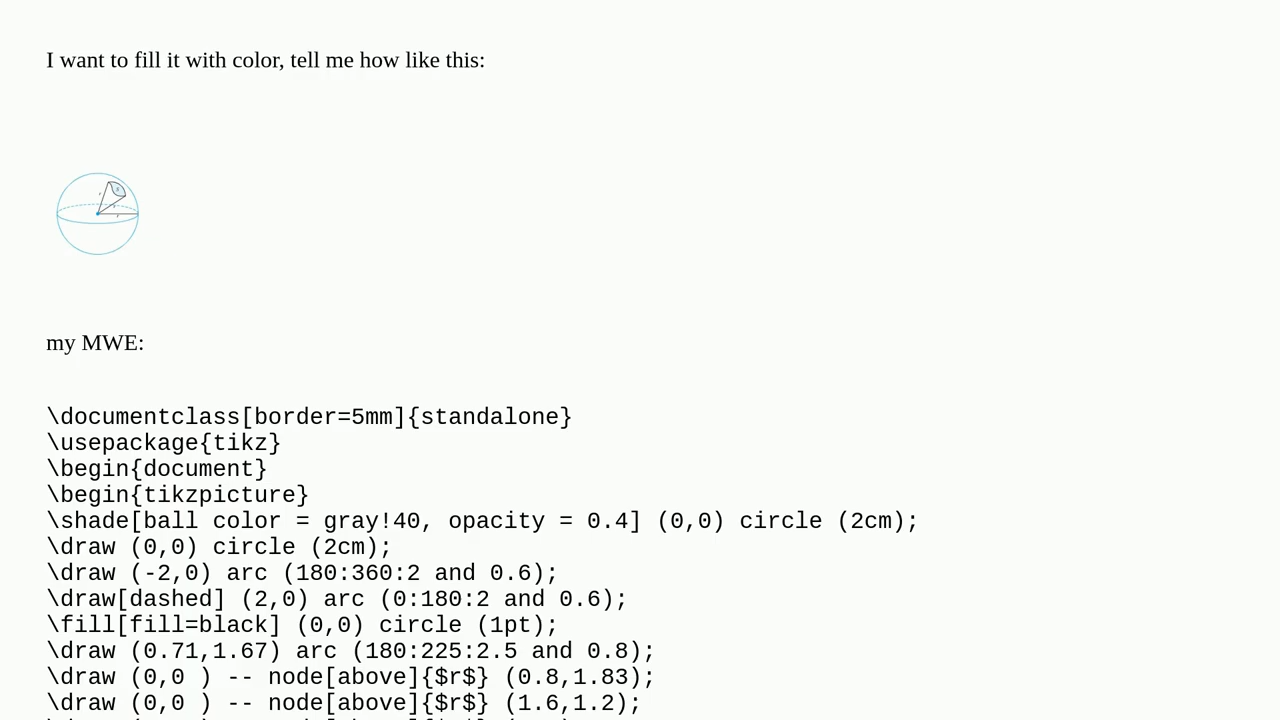 I want to fill it with color, tell me how like this:
my MWE:
\documentclass[border=5mm]{standalone}
\usepackage{tikz}
\begin{document}
\begin{tikzpicture}
\shade[ball color = gray!40, opacity = 0.4] (0,0) circle (2cm);
\draw (0,0) circle (2cm);
\draw (-2,0) arc (180:360:2 and 0.6);
\draw[dashed] (2,0) arc (0:180:2 and 0.6);
\fill[fill=black] (0,0) circle (1pt);
\draw (0.71,1.67) arc (180:225:2.5 and 0.8);
\draw (0,0 ) -- node[above]{$r$} (0.8,1.83);
\draw (0,0 ) -- node[above]{$r$} (1.6,1.2);